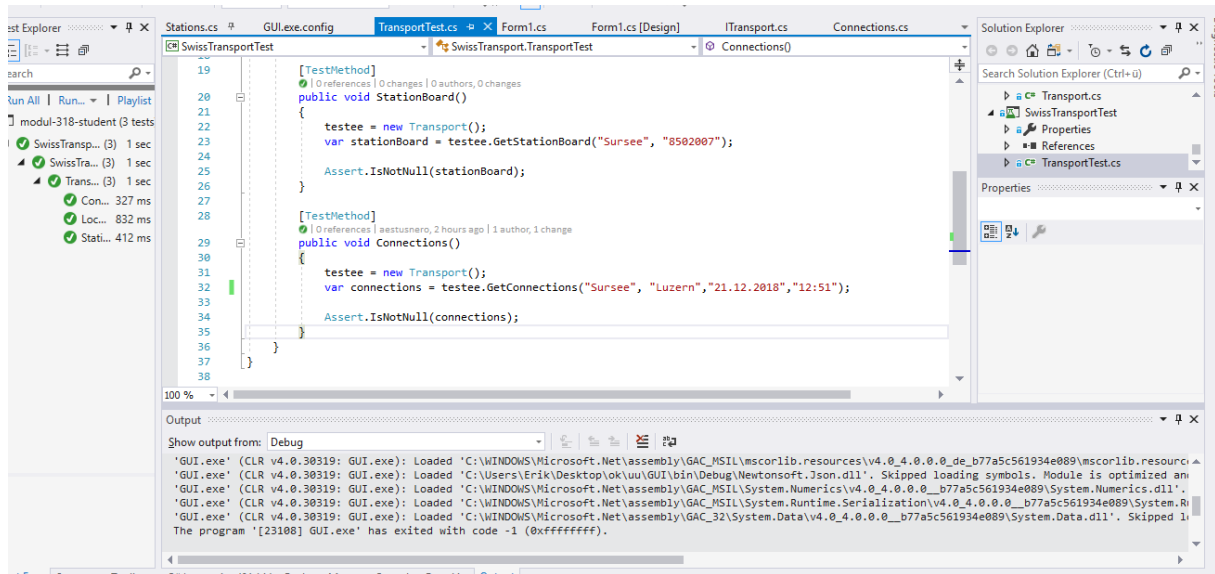 est Explorer
earch
Run All | Run... | Playlist
modul-318-student (3 tests
SwissTransp... (3) 1 sec
SwissTra... (3) 1 sec
Trans... (3) 1 sec
Con... 327 ms
Loc... 832 ms
Stati... 412 ms
Stations.cs GUI.exe.config TransportTest.cs Form1.cs Form1.cs [Design] ITransport.cs Connections.cs
C# SwissTransportTest SwissTransport.TransportTest Connections()
19 [TestMethod]
0 references | 0 changes | 0 authors, 0 changes
20 public void StationBoard()
21 {
22 testee = new Transport();
23 var stationBoard = testee.GetStationBoard("Sursee", "8502007");
24
25 Assert.IsNotNull(stationBoard);
26 }
27
28 [TestMethod]
0 references | aestusnero, 2 hours ago | 1 author, 1 change
29 public void Connections()
30 {
31 testee = new Transport();
32 var connections = testee.GetConnections("Sursee", "Luzern","21.12.2018","12:51");
33
34 Assert.IsNotNull(connections);
35 }
36 }
37 }
38
100 %
Solution Explorer
Search Solution Explorer (Ctrl+ü)
C# Transport.cs
SwissTransportTest
Properties
References
C# TransportTest.cs
Properties
Output
Show output from: Debug
'GUI.exe' (CLR v4.0.30319: GUI.exe): Loaded 'C:\WINDOWS\Microsoft.Net\assembly\GAC_MSIL\mscorlib.resources\v4.0_4.0.0.0_de_b77a5c561934e089\mscorlib.resourc
'GUI.exe' (CLR v4.0.30319: GUI.exe): Loaded 'C:\Users\Erik\Desktop\ok\uu\GUI\bin\Debug\Newtonsoft.Json.dll'. Skipped loading symbols. Module is optimized an
'GUI.exe' (CLR v4.0.30319: GUI.exe): Loaded 'C:\WINDOWS\Microsoft.Net\assembly\GAC_MSIL\System.Numerics\v4.0_4.0.0.0__b77a5c561934e089\System.Numerics.dll'.
'GUI.exe' (CLR v4.0.30319: GUI.exe): Loaded 'C:\WINDOWS\Microsoft.Net\assembly\GAC_MSIL\System.Runtime.Serialization\v4.0_4.0.0.0__b77a5c561934e089\System.R
'GUI.exe' (CLR v4.0.30319: GUI.exe): Loaded 'C:\WINDOWS\Microsoft.Net\assembly\GAC_32\System.Data\v4.0_4.0.0.0__b77a5c561934e089\System.Data.dll'. Skipped l
The program '[23108] GUI.exe' has exited with code -1 (0xffffffff).